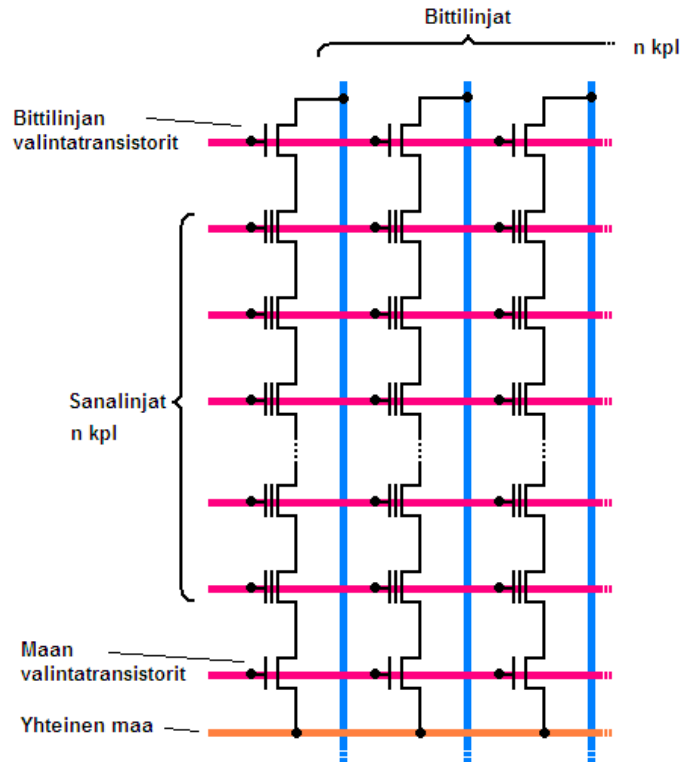 Bittilinjat
n kpl
Bittilinjan
valintatransistorit
Sanalinjat
n kpl
Maan
valintatransistorit
Yhteinen maa